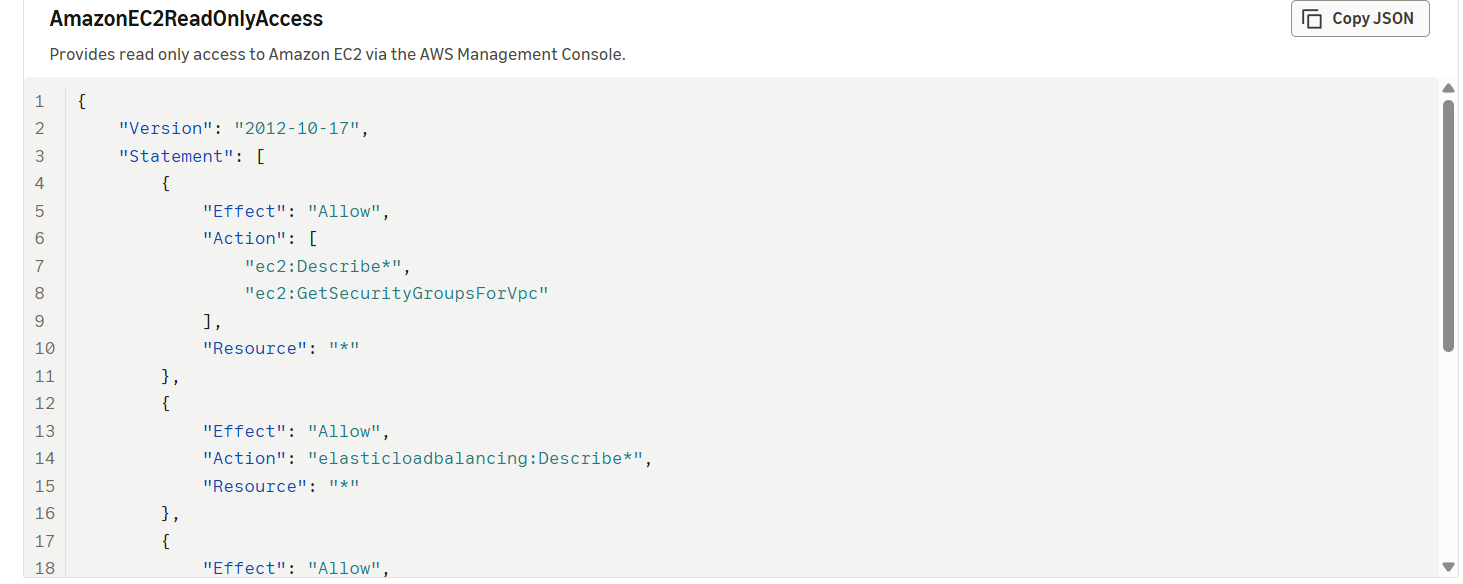 AmazonEC2ReadOnlyAccess
Copy JSON
Provides read only access to Amazon EC2 via the AWS Management Console.
1 {
2     "Version": "2012-10-17",
3     "Statement": [
4         {
5             "Effect": "Allow",
6             "Action": [
7                 "ec2:Describe*",
8                 "ec2:GetSecurityGroupsForVpc"
9             ],
10             "Resource": "*"
11         },
12         {
13             "Effect": "Allow",
14             "Action": "elasticloadbalancing:Describe*",
15             "Resource": "*"
16         },
17         {
18             "Effect": "Allow",